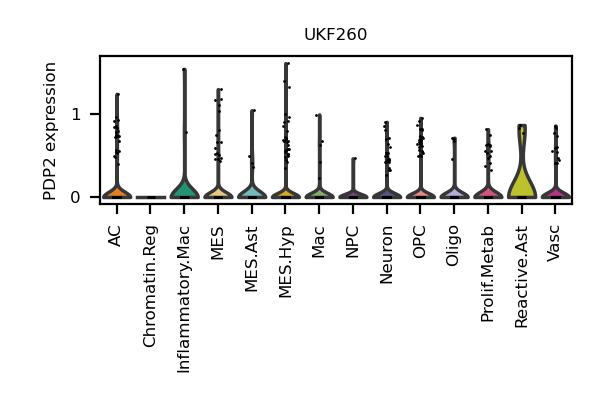 UKF260
PDP2 expression
1
0
AC
Chromatin.Reg
Inflammatory.Mac
MES
MES.Ast
MES.Hyp
Mac
NPC
Neuron
OPC
Oligo
Prolif.Metab
Reactive.Ast
Vasc